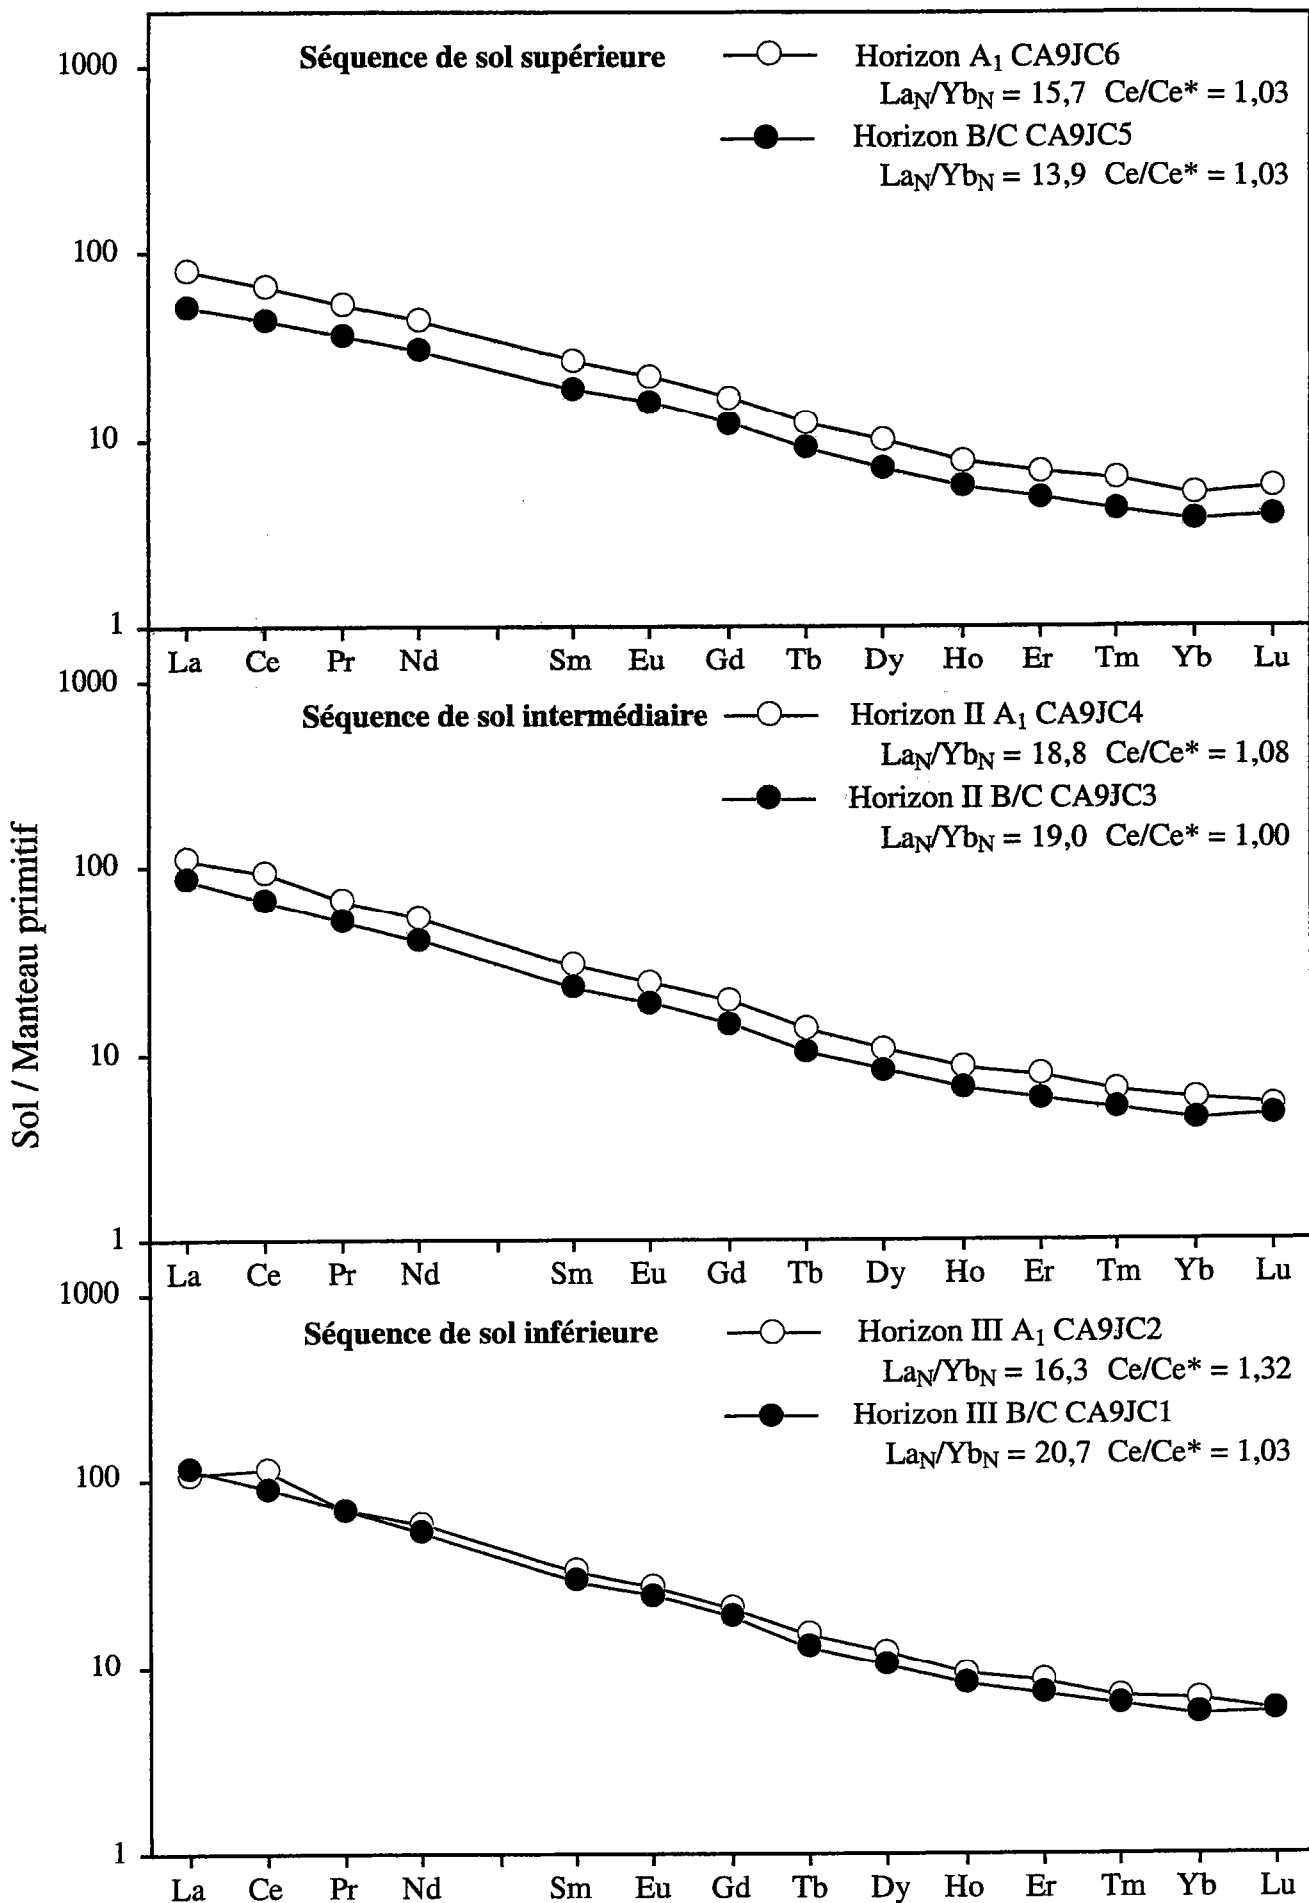 Sol / Manteau primitif
Séquence de sol supérieure
Horizon A₁ CA9JC6
La_N/Yb_N = 15,7 Ce/Ce* = 1,03
Horizon B/C CA9JC5
La_N/Yb_N = 13,9 Ce/Ce* = 1,03
1000
100
10
1
La Ce Pr Nd Sm Eu Gd Tb Dy Ho Er Tm Yb Lu
Séquence de sol intermédiaire
Horizon II A₁ CA9JC4
La_N/Yb_N = 18,8 Ce/Ce* = 1,08
Horizon II B/C CA9JC3
La_N/Yb_N = 19,0 Ce/Ce* = 1,00
1000
100
10
1
La Ce Pr Nd Sm Eu Gd Tb Dy Ho Er Tm Yb Lu
Séquence de sol inférieure
Horizon III A₁ CA9JC2
La_N/Yb_N = 16,3 Ce/Ce* = 1,32
Horizon III B/C CA9JC1
La_N/Yb_N = 20,7 Ce/Ce* = 1,03
1000
100
10
1
La Ce Pr Nd Sm Eu Gd Tb Dy Ho Er Tm Yb Lu